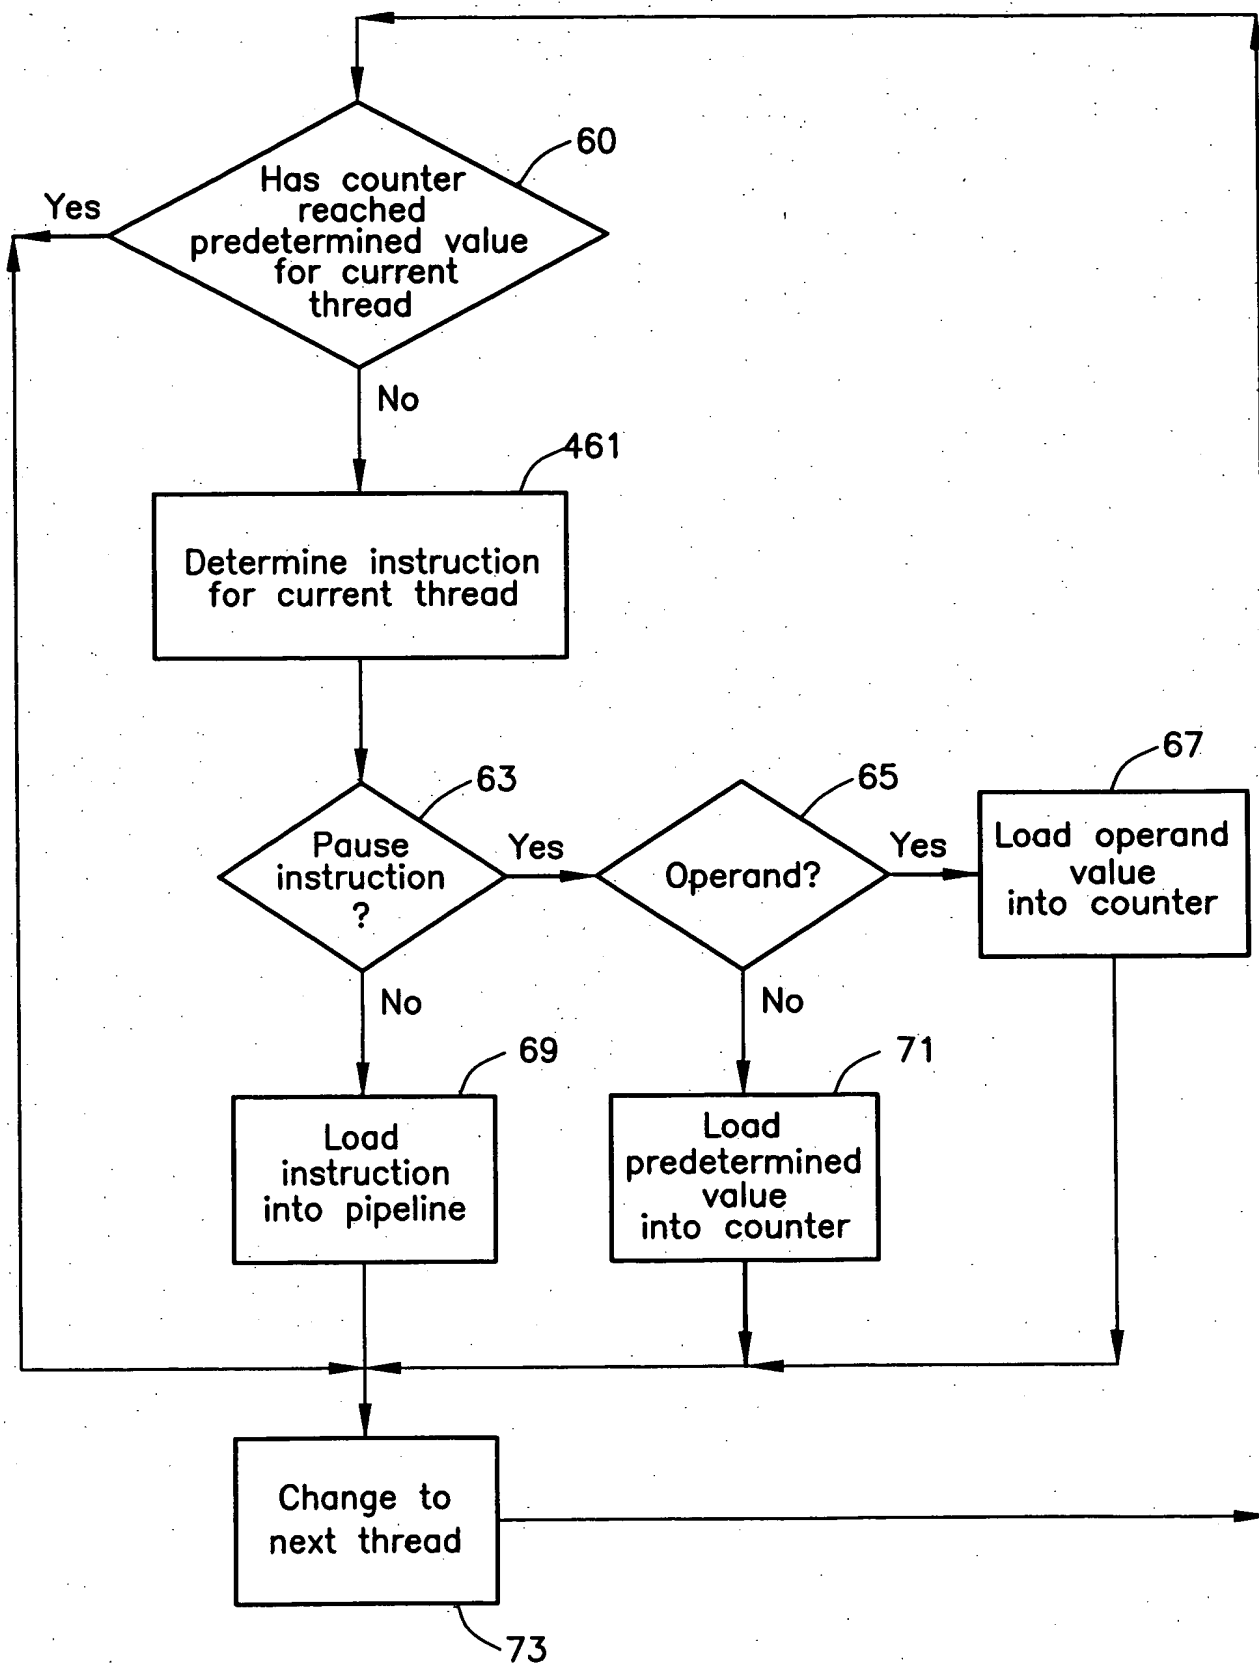 60
Has counter
reached
predetermined value
for current
thread
Yes
No
461
Determine instruction
for current thread
63
Pause
instruction
?
Yes
65
Operand?
Yes
67
Load operand
value
into counter
No
No
69
Load
instruction
into pipeline
71
Load
predetermined
value
into counter
Change to
next thread
73